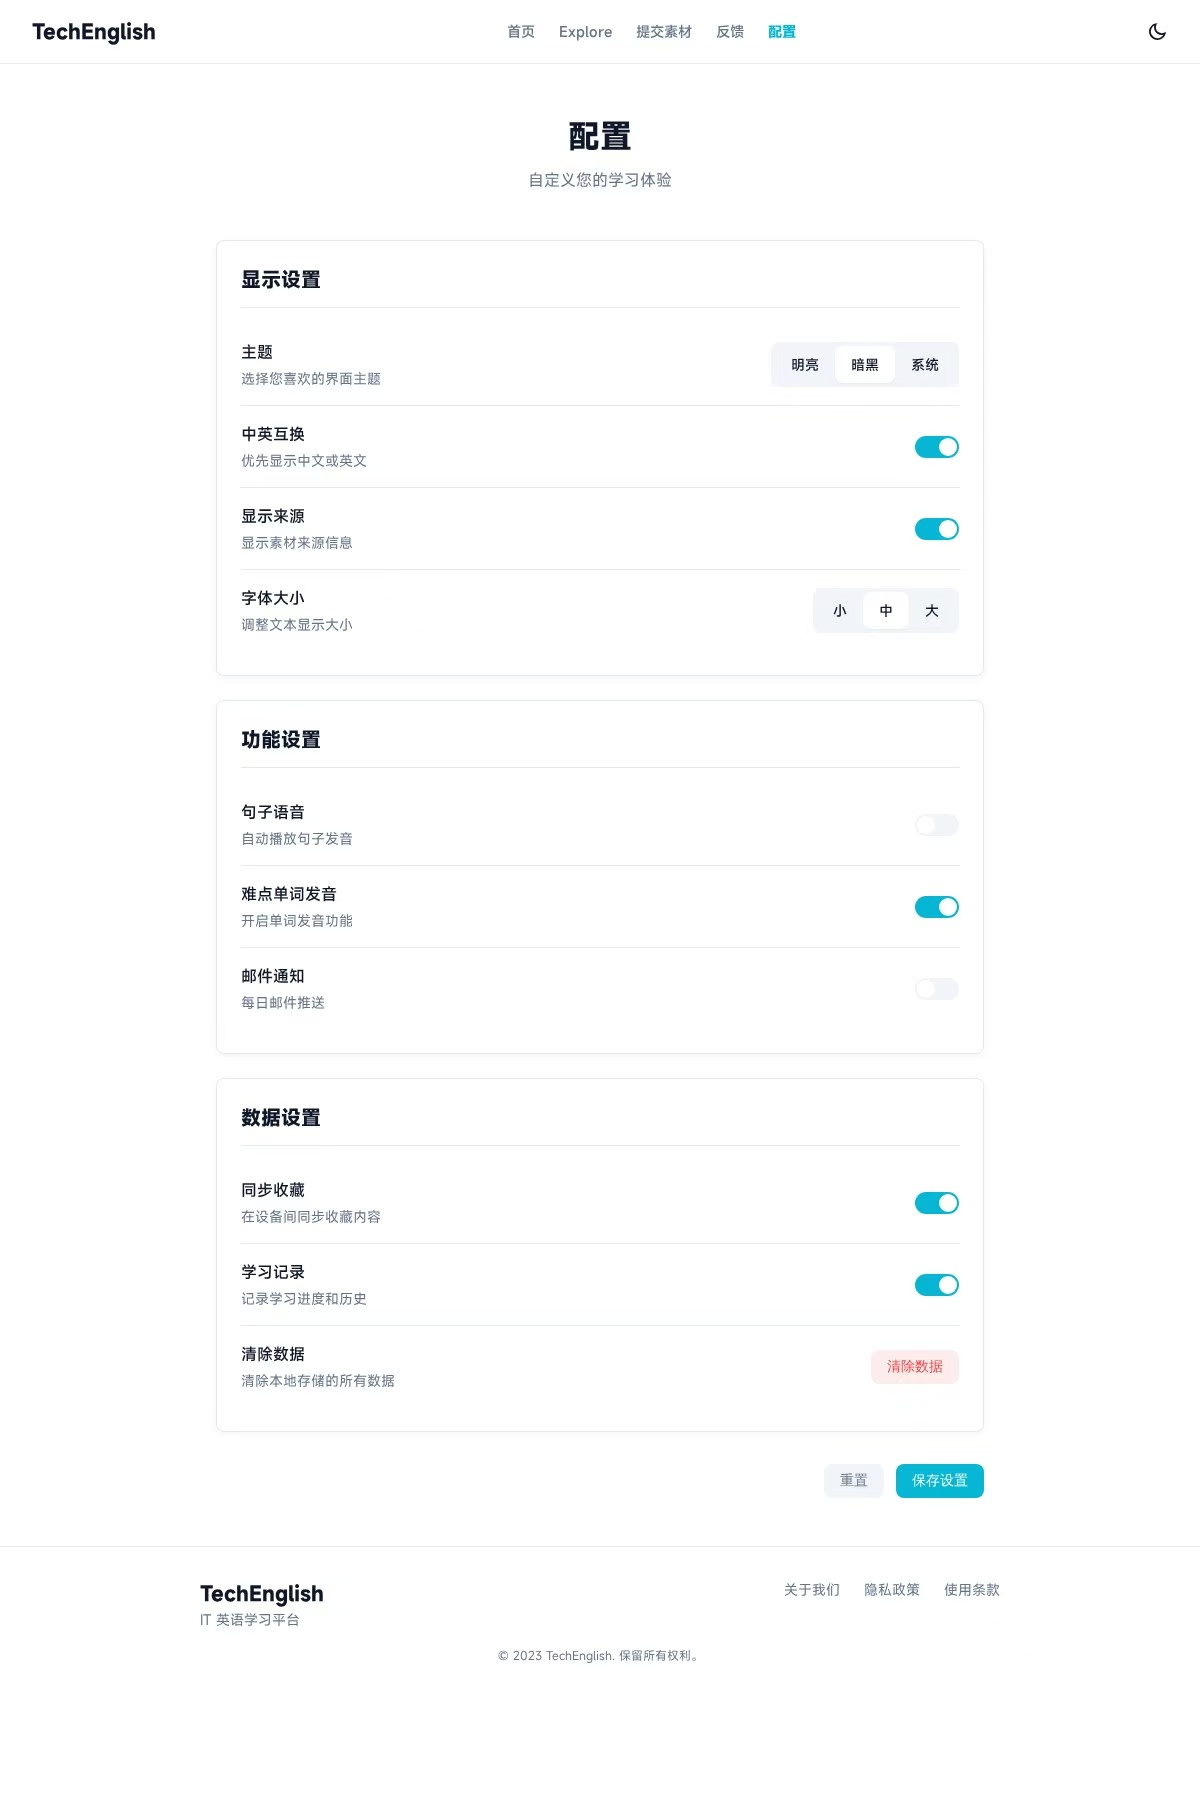 TechEnglish
首页 Explore 提交素材 反馈 配置
配置
自定义您的学习体验
显示设置
主题
选择您喜欢的界面主题
明亮 暗黑 系统
中英互换
优先显示中文或英文
显示来源
显示素材来源信息
字体大小
调整文本显示大小
小 中 大
功能设置
句子语音
自动播放句子发音
难点单词发音
开启单词发音功能
邮件通知
每日邮件推送
数据设置
同步收藏
在设备间同步收藏内容
学习记录
记录学习进度和历史
清除数据
清除本地存储的所有数据
清除数据
重置 保存设置
TechEnglish
IT 英语学习平台
关于我们 隐私政策 使用条款
© 2023 TechEnglish. 保留所有权利。